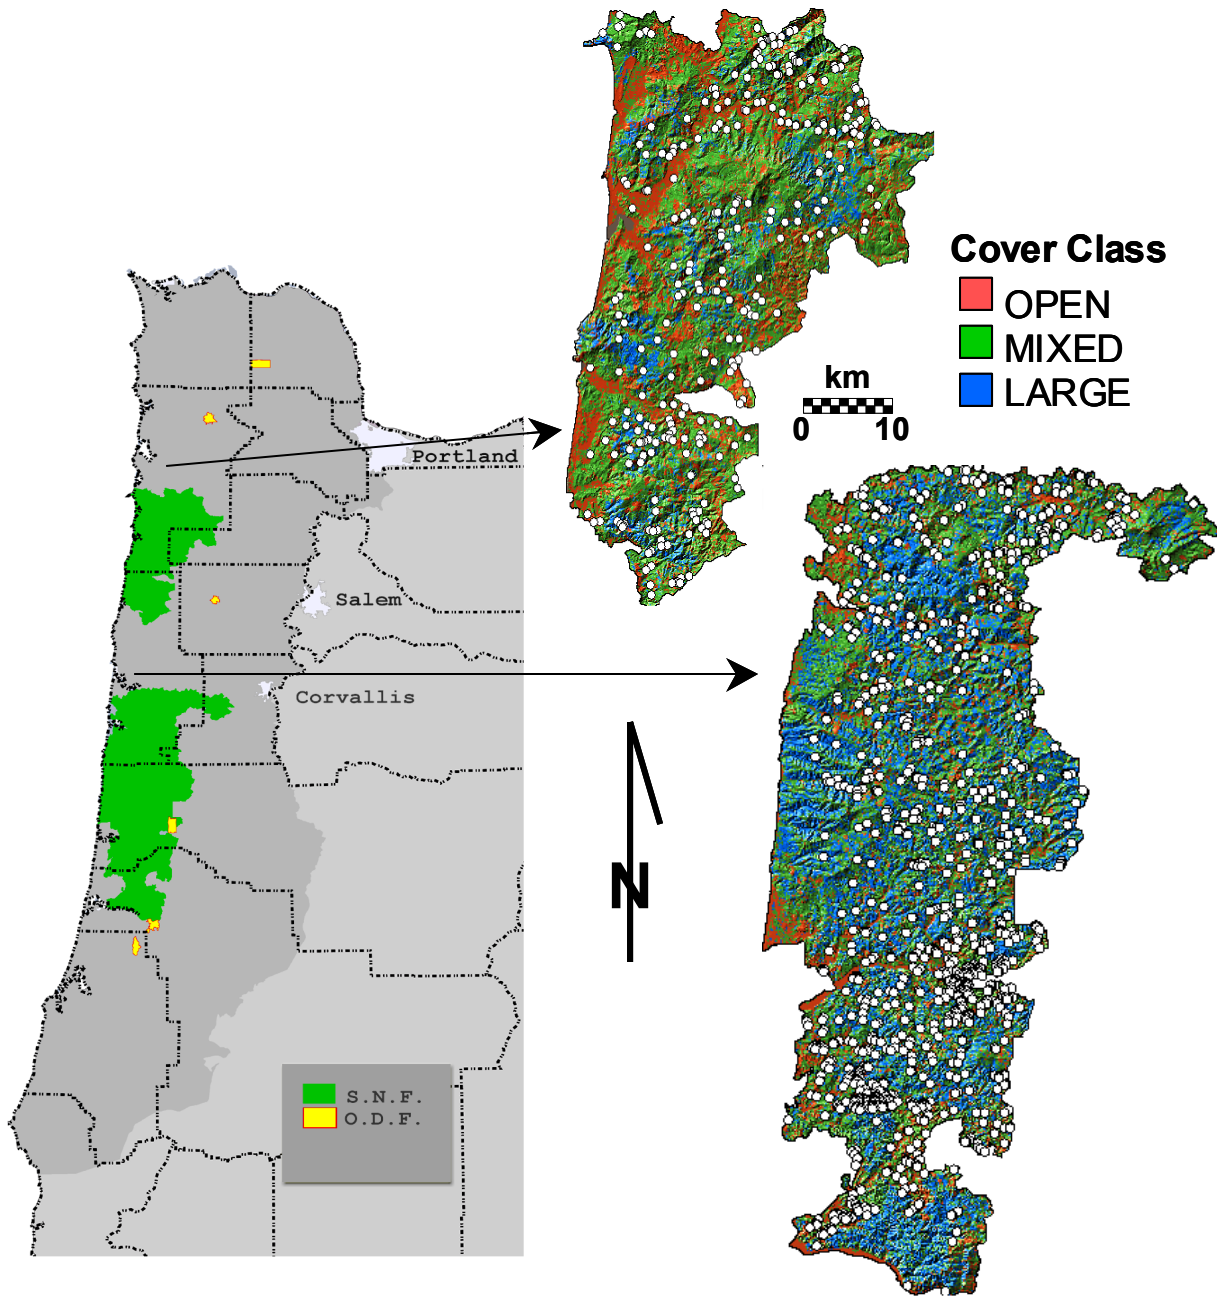 Cover Class
OPEN
MIXED
LARGE
km
0 10
Portland
Salem
Corvallis
N
S.N.F.
O.D.F.